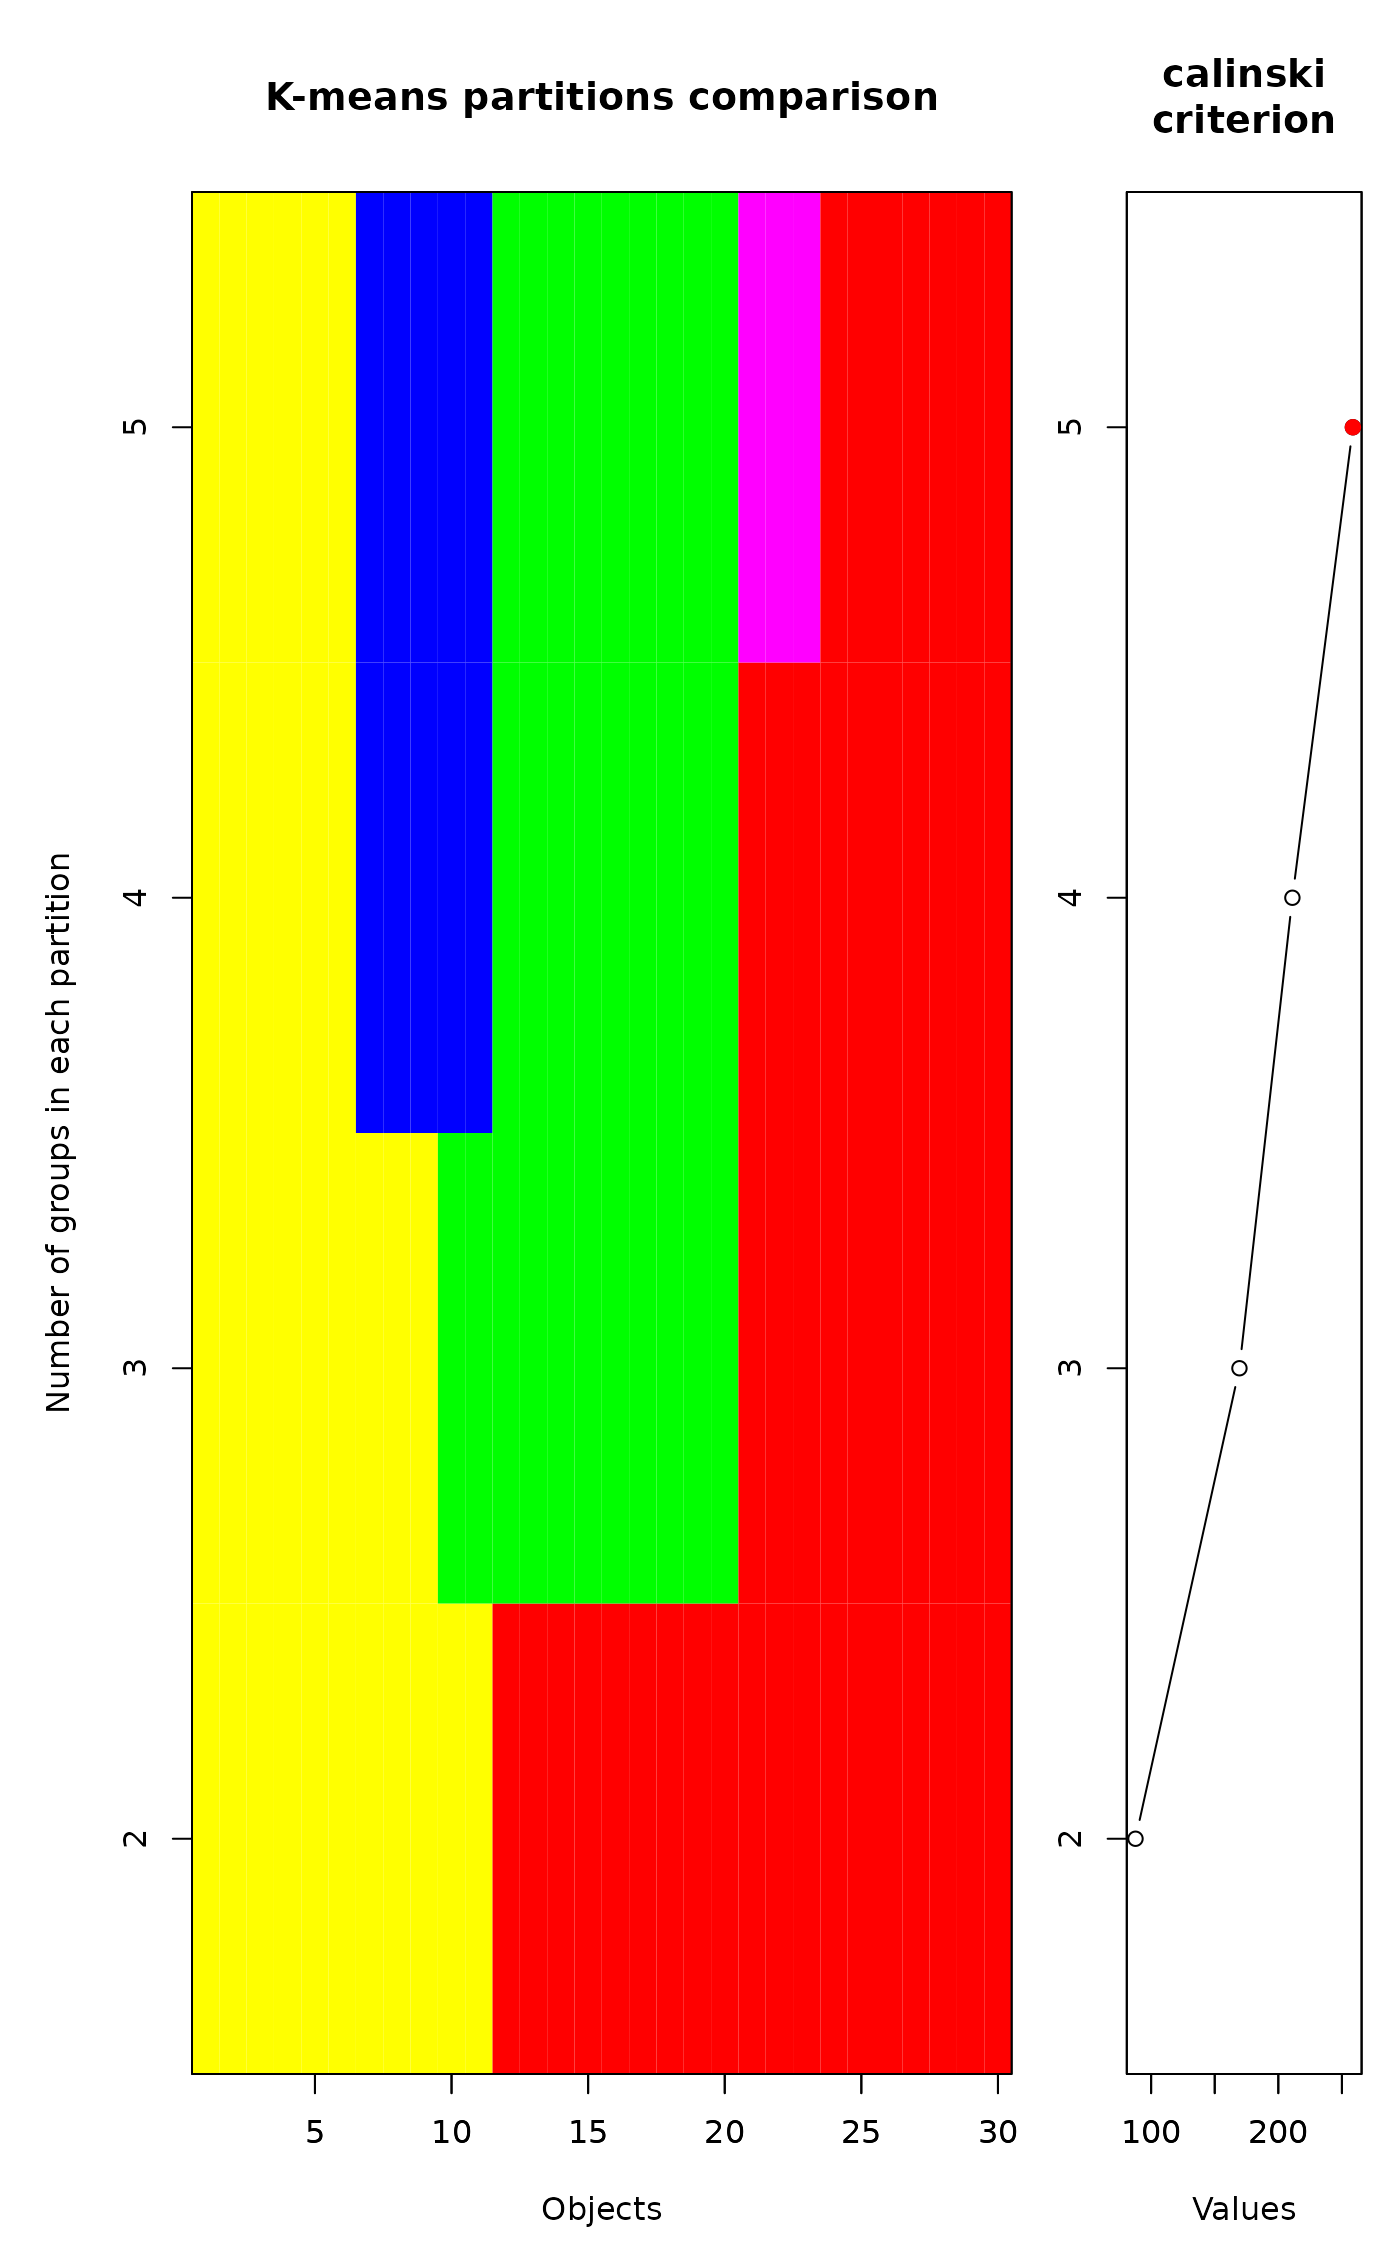 K-means partitions comparison
calinski
criterion
Number of groups in each partition
5
4
3
2
5 10 15 20 25 30
Objects
5
4
3
2
100 200
Values